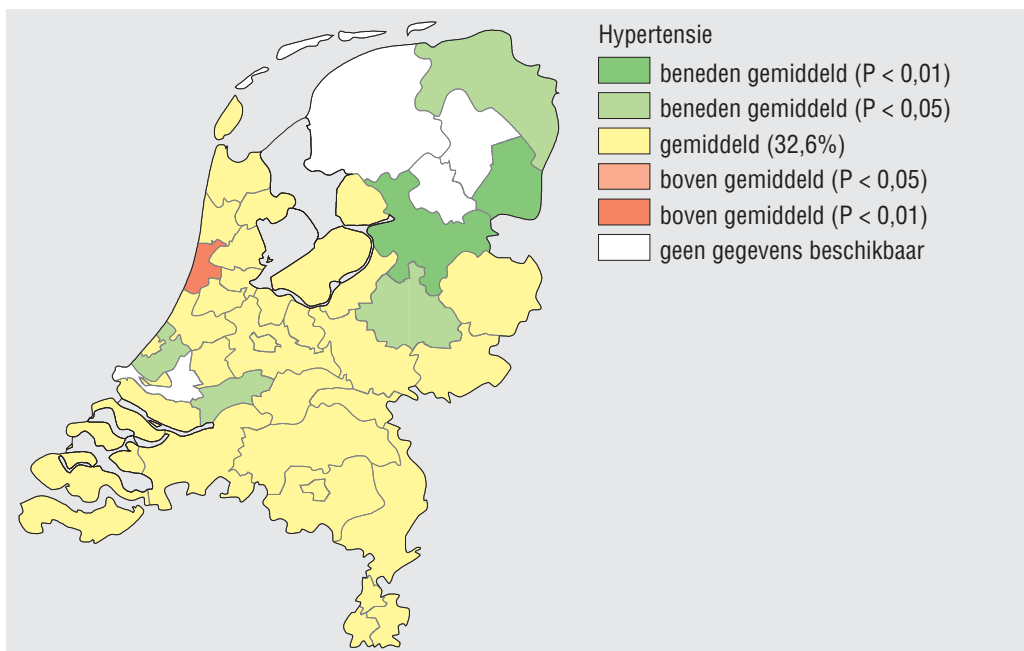 Hypertensie
beneden gemiddeld (P < 0,01)
beneden gemiddeld (P < 0,05)
gemiddeld (32,6%)
boven gemiddeld (P < 0,05)
boven gemiddeld (P < 0,01)
geen gegevens beschikbaar